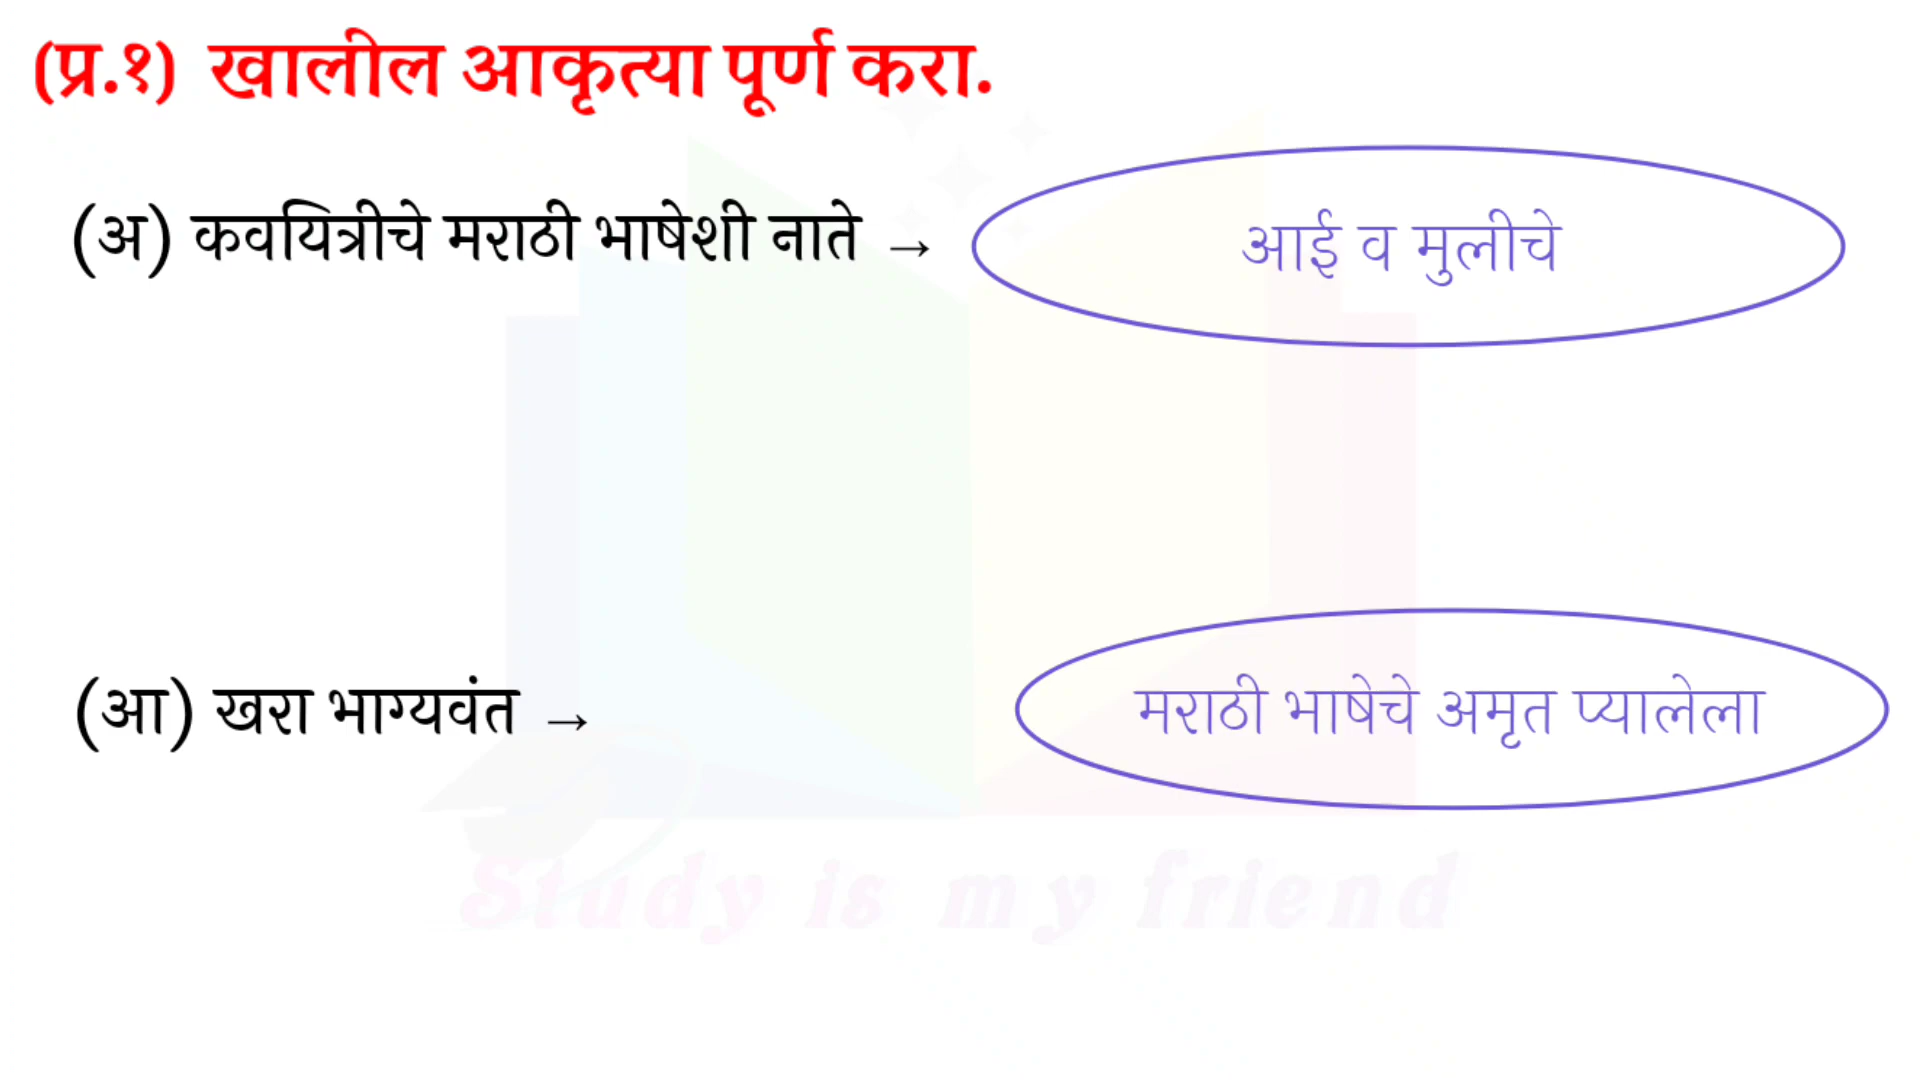 (प्र.१) खालील आकृत्या पूर्ण करा.
(अ) कवयित्रीचे मराठी भाषेशी नाते → आई व मुलीचे
(आ) खरा भाग्यवंत → मराठी भाषेचे अमृत प्यालेला
Study is my friend